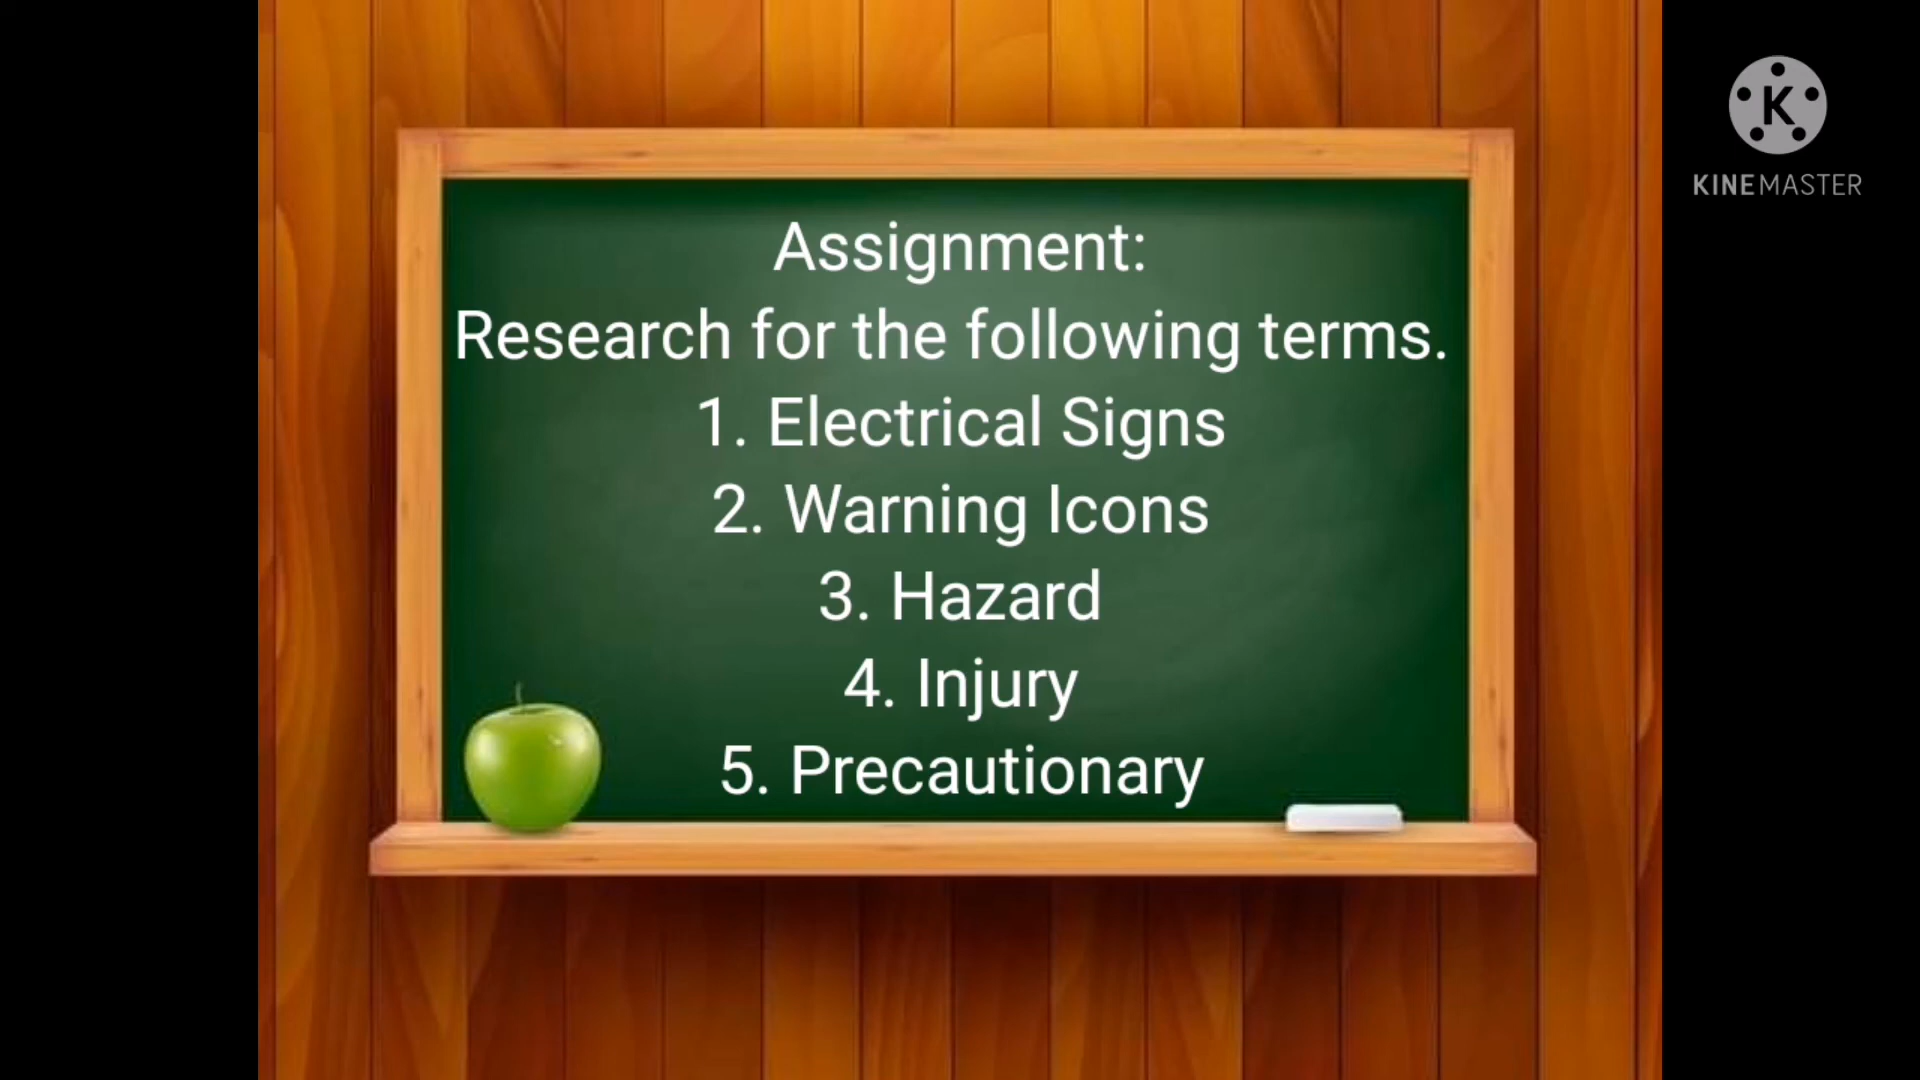 Assignment:
Research for the following terms.
1. Electrical Signs
2. Warning Icons
3. Hazard
4. Injury
5. Precautionary
K
KINEMASTER